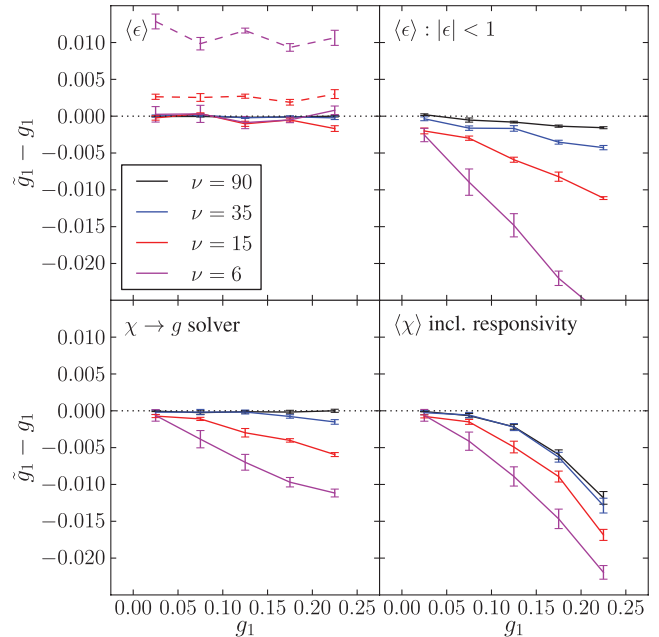 ⟨ϵ⟩
⟨ϵ⟩ : |ϵ| < 1
0.010
0.005
0.000
−0.005
−0.010
−0.015
−0.020
g̃₁ − g₁
ν = 90
ν = 35
ν = 15
ν = 6
χ → g solver
⟨χ⟩ incl. responsivity
0.010
0.005
0.000
−0.005
−0.010
−0.015
−0.020
g̃₁ − g₁
0.00 0.05 0.10 0.15 0.20 0.25
0.00 0.05 0.10 0.15 0.20 0.25
g₁
g₁